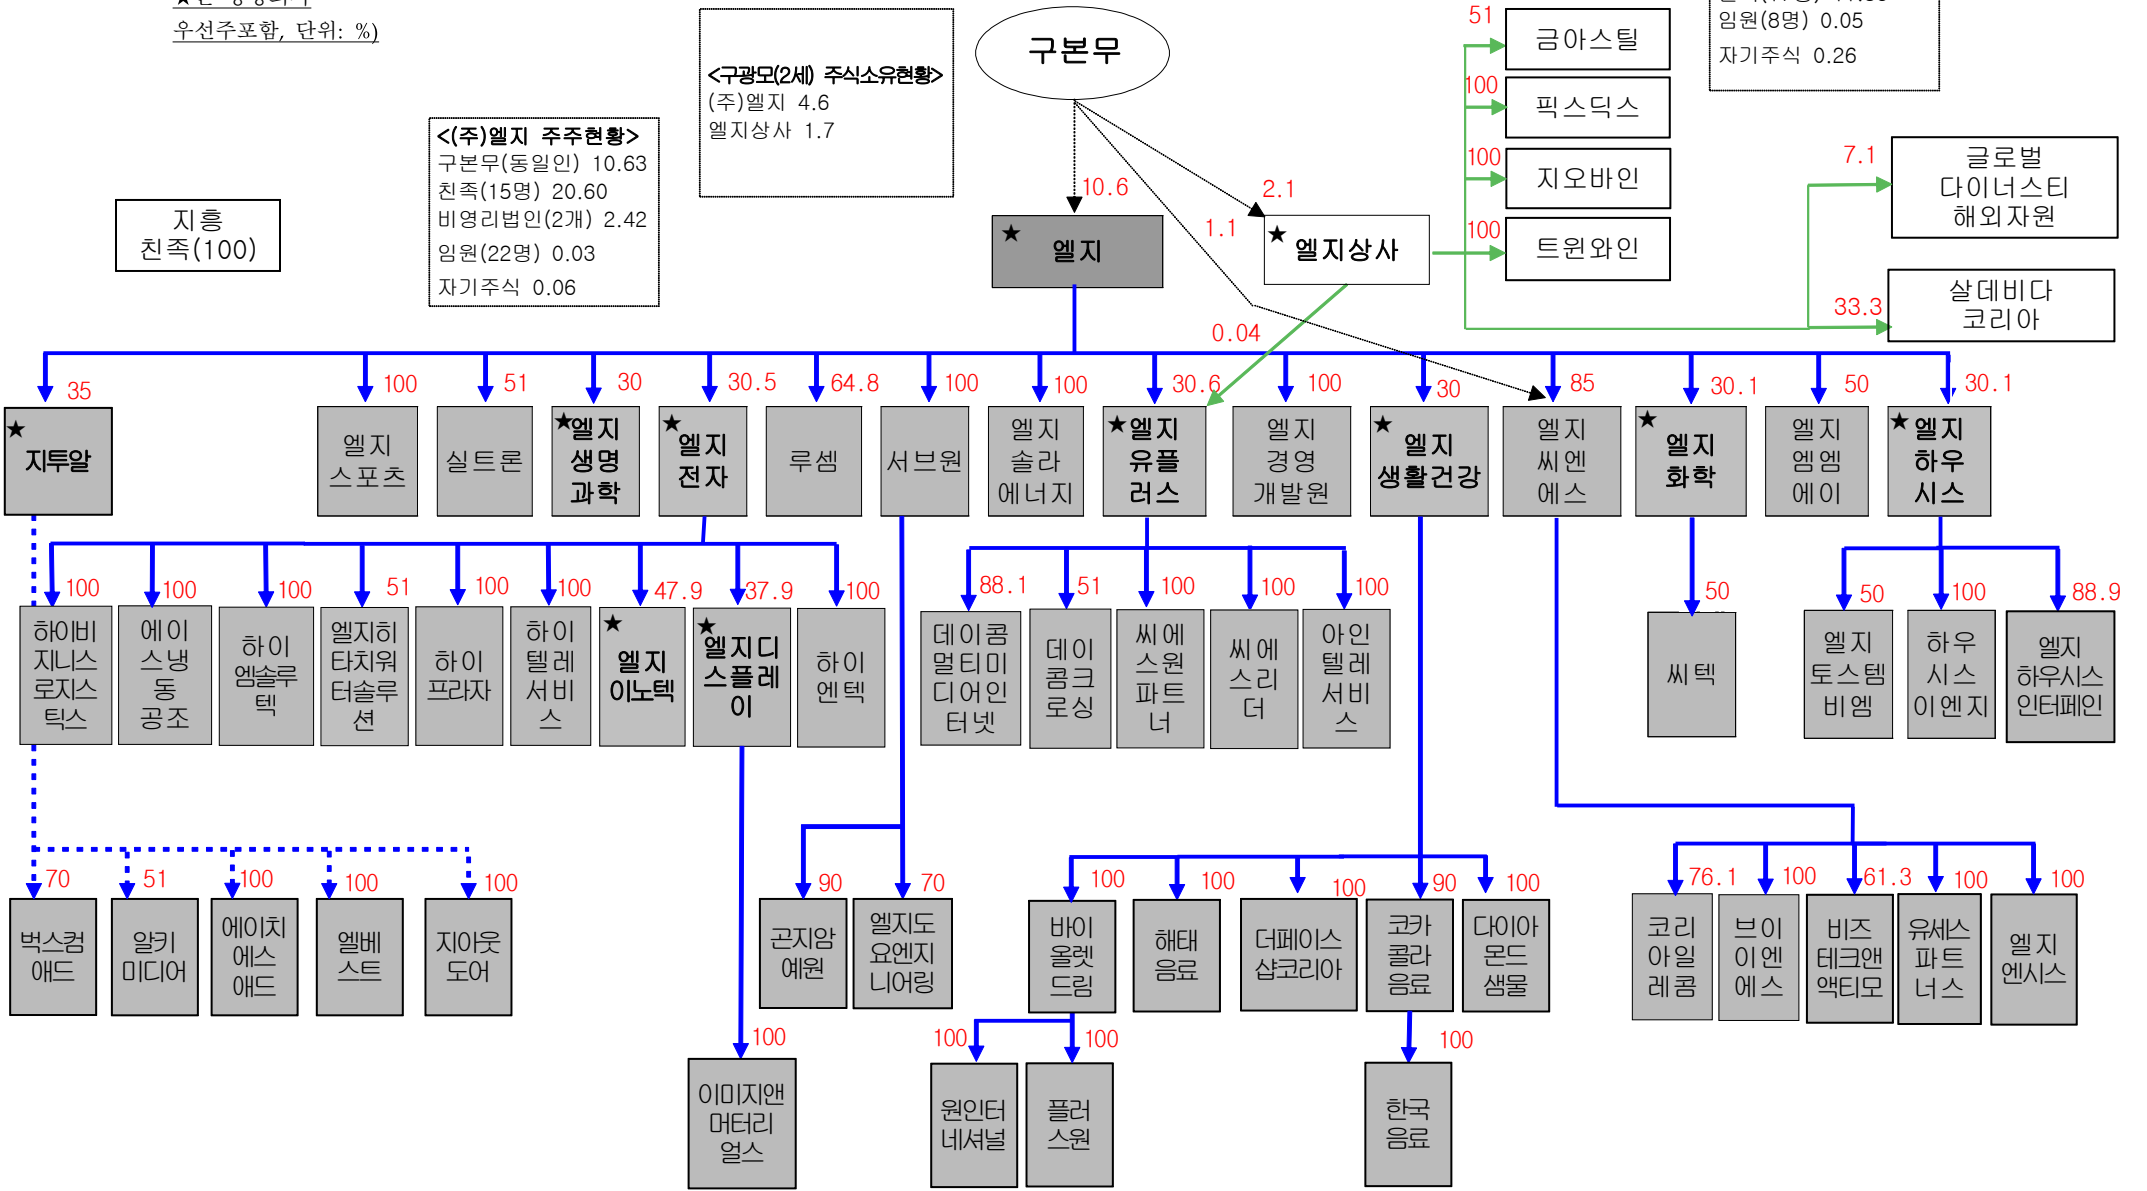 우선주포함, 단위: %)
<(주)엘지 주주현황>
구본무(동일인) 10.63
친족(15명) 20.60
비영리법인(2개) 2.42
임원(22명) 0.03
자기주식 0.06
<구광모(2세) 주식소유현황>
(주)엘지 4.6
엘지상사 1.7
구본무
임원(8명) 0.05
자기주식 0.26
지흥
친족(100)
10.6
2.1
1.1
0.04
★
엘지
★
엘지상사
51
금아스틸
100
픽스딕스
100
지오바인
100
트윈와인
7.1
글로벌
다이너스티
해외자원
33.3
살데비다
코리아
35
★
지투알
100
엘지
스포츠
51
실트론
30
★엘지
생명
과학
30.5
★
엘지
전자
64.8
루셈
100
서브원
100
엘지
솔라
에너지
30.6
★엘지
유플
러스
100
엘지
경영
개발원
30
★
엘지
생활건강
85
엘지
씨엔
에스
30.1
★
엘지
화학
50
엘지
엠엠
에이
30.1
★엘지
하우
시스
100
하이비
지니스
로지스
틱스
100
에이
스냉
동
공조
100
하이
엠솔루
텍
51
엘지히
타치워
터솔루
션
100
하이
프라자
100
하이
텔레
서비
스
47.9
★
엘지
이노텍
37.9
★
엘지디
스플레
이
100
하이
엔텍
88.1
데이콤
멀티미
디어인
터넷
51
데이
콤크
로싱
100
씨에
스원
파트
너
100
씨에
스리
더
100
아인
텔레
서비
스
50
씨텍
50
엘지
토스템
비엠
100
하우
시스
이엔지
88.9
엘지
하우시스
인터페인
70
벅스컴
애드
51
알키
미디어
100
에이치
에스
애드
100
엘베
스트
100
지아웃
도어
90
곤지암
예원
70
엘지도
요엔지
니어링
100
바이
올렛
드림
100
해태
음료
100
더페이스
샵코리아
90
코카
콜라
음료
100
다이아
몬드
샘물
76.1
코리
아일
레콤
100
브이
이엔
에스
61.3
비즈
테크앤
액티모
100
유세스
파트
너스
100
엘지
엔시스
100
이미지앤
머터리
얼스
100
원인터
네셔널
100
플러
스원
100
한국
음료